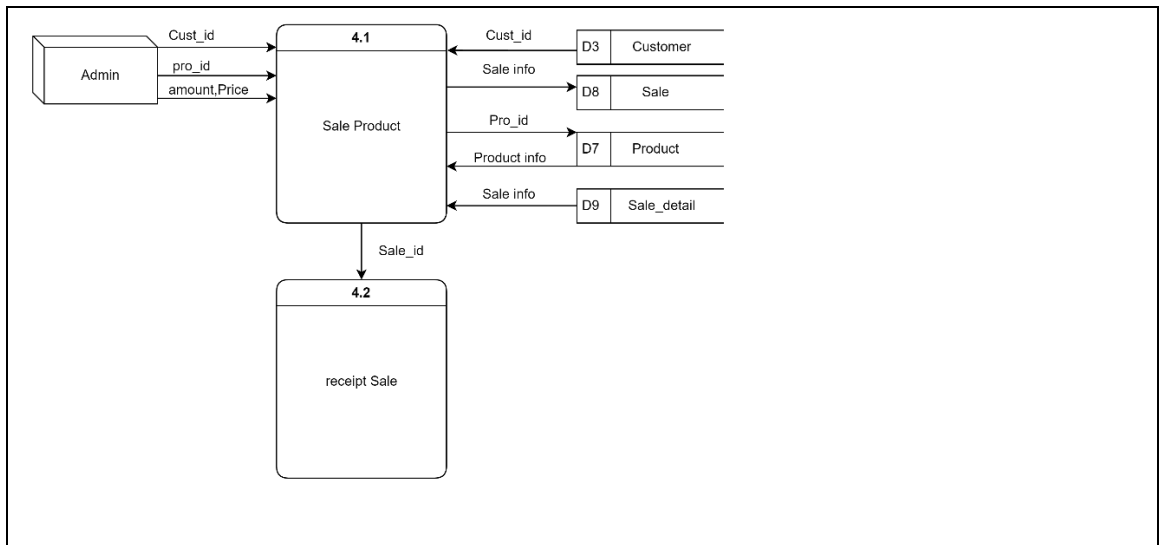 Cust_id
4.1
Cust_id
D3
Customer
Admin
pro_id
Sale info
amount,Price
D8
Sale
Sale Product
Pro_id
D7
Product
Product info
Sale info
D9
Sale_detail
Sale_id
4.2
receipt Sale